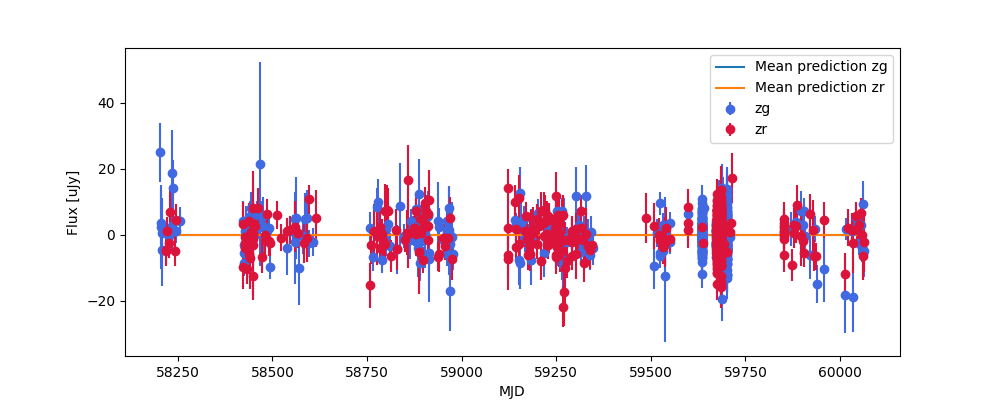 Mean prediction zg
Mean prediction zr
zg
zr
40
20
0
−20
Flux [uJy]
58250
58500
58750
59000
59250
59500
59750
60000
MJD